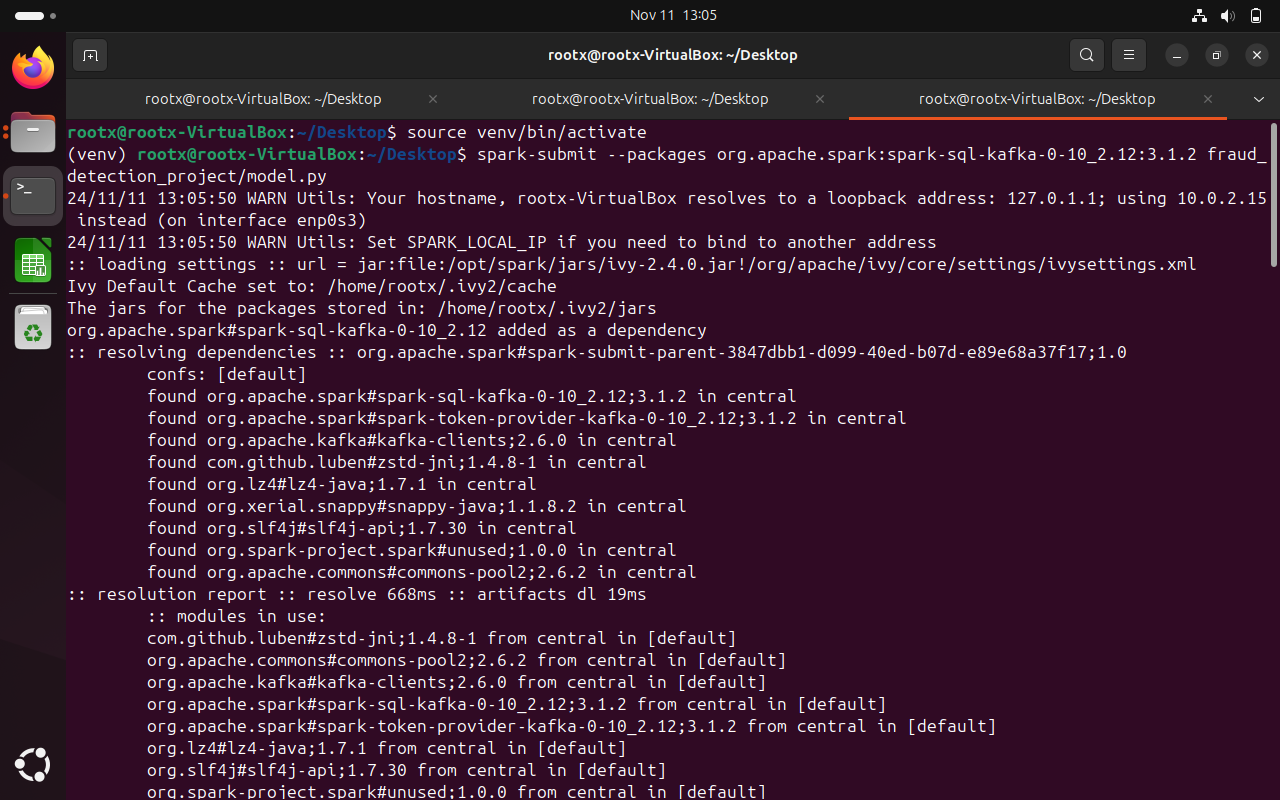 Nov 11 13:05
rootx@rootx-VirtualBox: ~/Desktop
rootx@rootx-VirtualBox: ~/Desktop
rootx@rootx-VirtualBox: ~/Desktop
rootx@rootx-VirtualBox: ~/Desktop
rootx@rootx-VirtualBox:~/Desktop$ source venv/bin/activate
(venv) rootx@rootx-VirtualBox:~/Desktop$ spark-submit --packages org.apache.spark:spark-sql-kafka-0-10_2.12:3.1.2 fraud_
detection_project/model.py
24/11/11 13:05:50 WARN Utils: Your hostname, rootx-VirtualBox resolves to a loopback address: 127.0.1.1; using 10.0.2.15
 instead (on interface enp0s3)
24/11/11 13:05:50 WARN Utils: Set SPARK_LOCAL_IP if you need to bind to another address
:: loading settings :: url = jar:file:/opt/spark/jars/ivy-2.4.0.jar!/org/apache/ivy/core/settings/ivysettings.xml
Ivy Default Cache set to: /home/rootx/.ivy2/cache
The jars for the packages stored in: /home/rootx/.ivy2/jars
org.apache.spark#spark-sql-kafka-0-10_2.12 added as a dependency
:: resolving dependencies :: org.apache.spark#spark-submit-parent-3847dbb1-d099-40ed-b07d-e89e68a37f17;1.0
confs: [default]
found org.apache.spark#spark-sql-kafka-0-10_2.12;3.1.2 in central
found org.apache.spark#spark-token-provider-kafka-0-10_2.12;3.1.2 in central
found org.apache.kafka#kafka-clients;2.6.0 in central
found com.github.luben#zstd-jni;1.4.8-1 in central
found org.lz4#lz4-java;1.7.1 in central
found org.xerial.snappy#snappy-java;1.1.8.2 in central
found org.slf4j#slf4j-api;1.7.30 in central
found org.spark-project.spark#unused;1.0.0 in central
found org.apache.commons#commons-pool2;2.6.2 in central
:: resolution report :: resolve 668ms :: artifacts dl 19ms
:: modules in use:
com.github.luben#zstd-jni;1.4.8-1 from central in [default]
org.apache.commons#commons-pool2;2.6.2 from central in [default]
org.apache.kafka#kafka-clients;2.6.0 from central in [default]
org.apache.spark#spark-sql-kafka-0-10_2.12;3.1.2 from central in [default]
org.apache.spark#spark-token-provider-kafka-0-10_2.12;3.1.2 from central in [default]
org.lz4#lz4-java;1.7.1 from central in [default]
org.slf4j#slf4j-api;1.7.30 from central in [default]
org.spark-project.spark#unused;1.0.0 from central in [default]